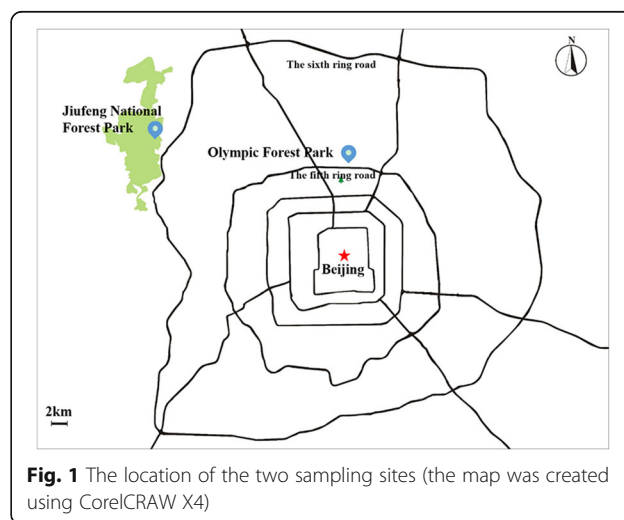 N
The sixth ring road
Jiufeng National
Forest Park
Olympic Forest Park
The fifth ring road
Beijing
2km
Fig. 1 The location of the two sampling sites (the map was created
using CorelCRAW X4)